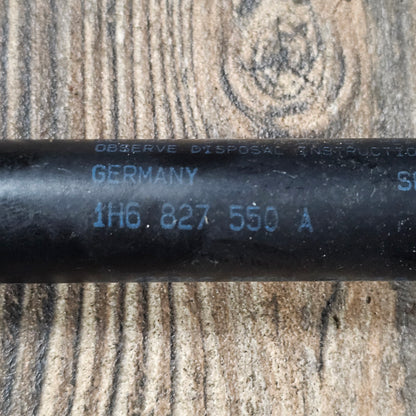 OBSERVE DISPOSAL INSTRUCTIO
GERMANY
1H6 827 550 A